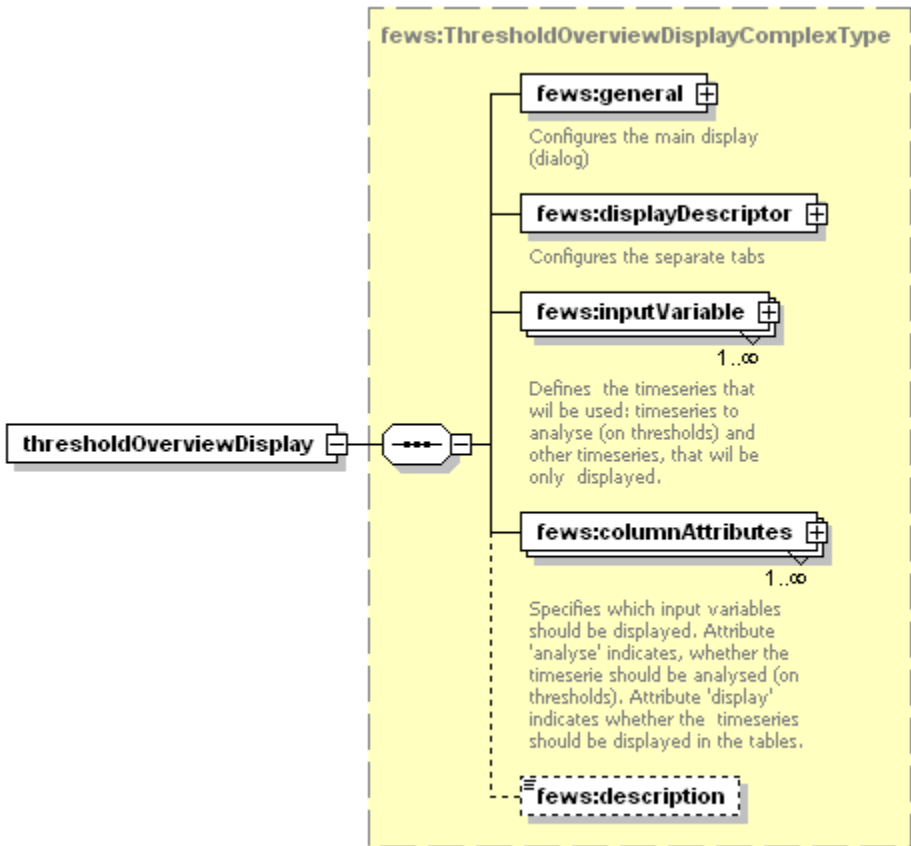 fews:ThresholdOverviewDisplayComplexType
fews:general
Configures the main display
(dialog)
fews:displayDescriptor
Configures the separate tabs
fews:inputVariable
1..∞
Defines  the timeseries that
wil be used: timeseries to
analyse (on thresholds) and
other timeseries, that wil be
only  displayed.
thresholdOverviewDisplay
fews:columnAttributes
1..∞
Specifies which input variables
should be displayed. Attribute
'analyse' indicates, whether the
timeserie should be analysed (on
thresholds). Attribute 'display'
indicates whether the  timeseries
should be displayed in the tables.
fews:description